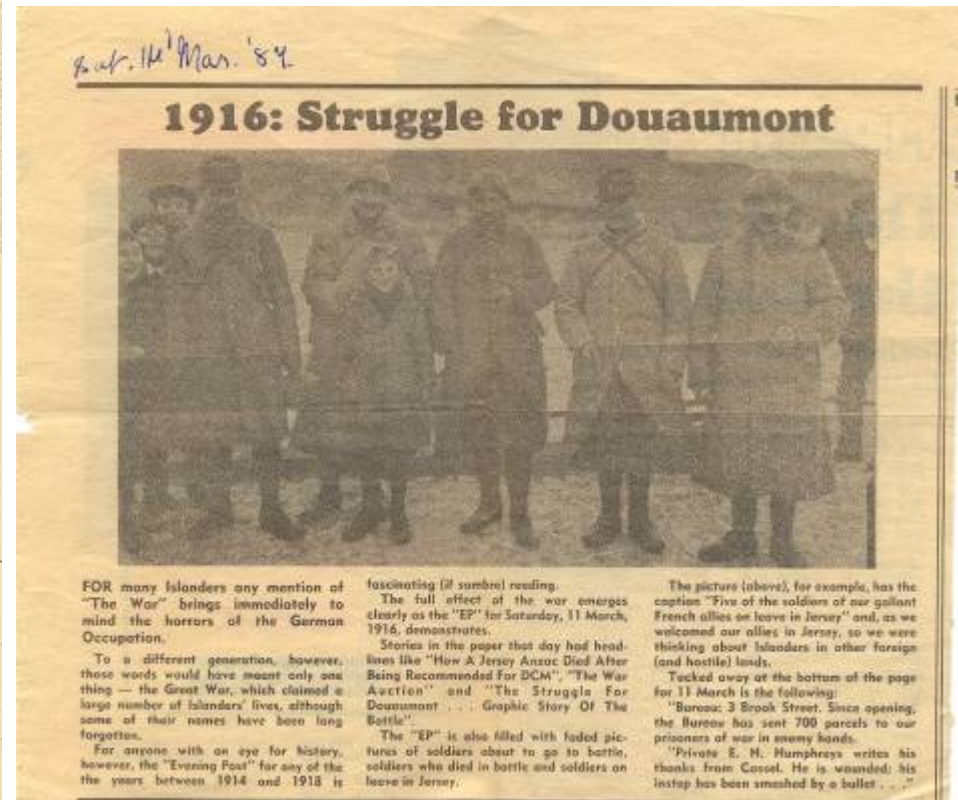 Sat. 11th Mar. '89
1916: Struggle for Douaumont
FOR many Islanders any mention of
"The War" brings immediately to
mind the horrors of the German
Occupation.
To a different generation, however,
those words would have meant only one
thing — the Great War, which claimed a
large number of Islanders' lives, although
some of their names have been long
forgotten.
For anyone with an eye for history,
however, the "Evening Post" for any of the
the years between 1914 and 1918 is
fascinating (if sombre) reading.
The full effect of the war emerges
clearly as the "EP" for Saturday, 11 March,
1916, demonstrates.
Stories in the paper that day had head-
lines like "How A Jersey Anzac Died After
Being Recommended For DCM", "The War
Auction" and "The Struggle For
Douaumont . . . Graphic Story Of The
Battle".
The "EP" is also filled with faded pic-
tures of soldiers about to go to battle,
soldiers who died in battle and soldiers on
leave in Jersey.
The picture (above), for example, has the
caption "Five of the soldiers of our gallant
French allies on leave in Jersey" and, as we
welcomed our allies in Jersey, so we were
thinking about Islanders in other foreign
(and hostile) lands.
Tucked away at the bottom of the page
for 11 March is the following:
"Bureau: 3 Brook Street. Since opening,
the Bureau has sent 700 parcels to our
prisoners of war in enemy hands.
"Private E. H. Humphreys writes his
thanks from Cassel. He is wounded; his
instep has been smashed by a bullet . . ."